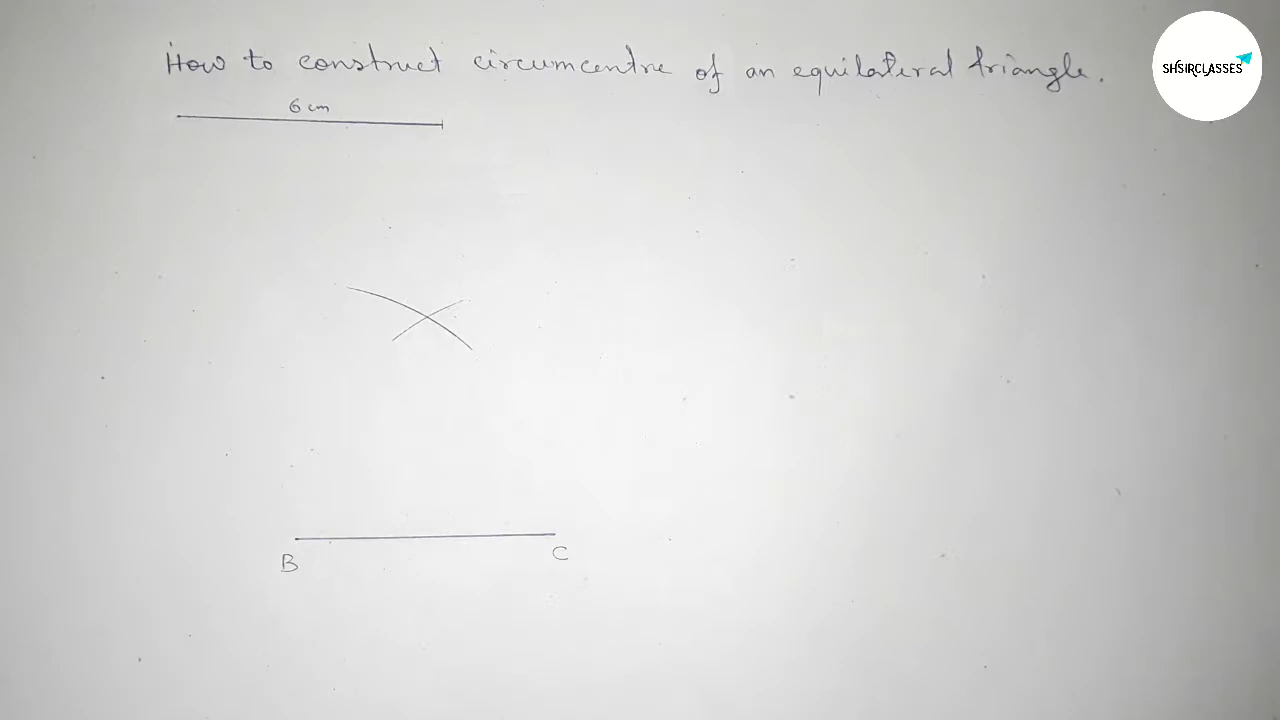 How to construct circumcentre of an equilateral triangle.
SHSIRCLASSES
6 cm
B
C